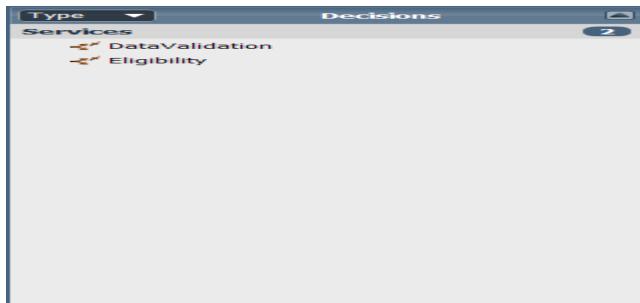 Type Decisions
Services 2
DataValidation
Eligibility